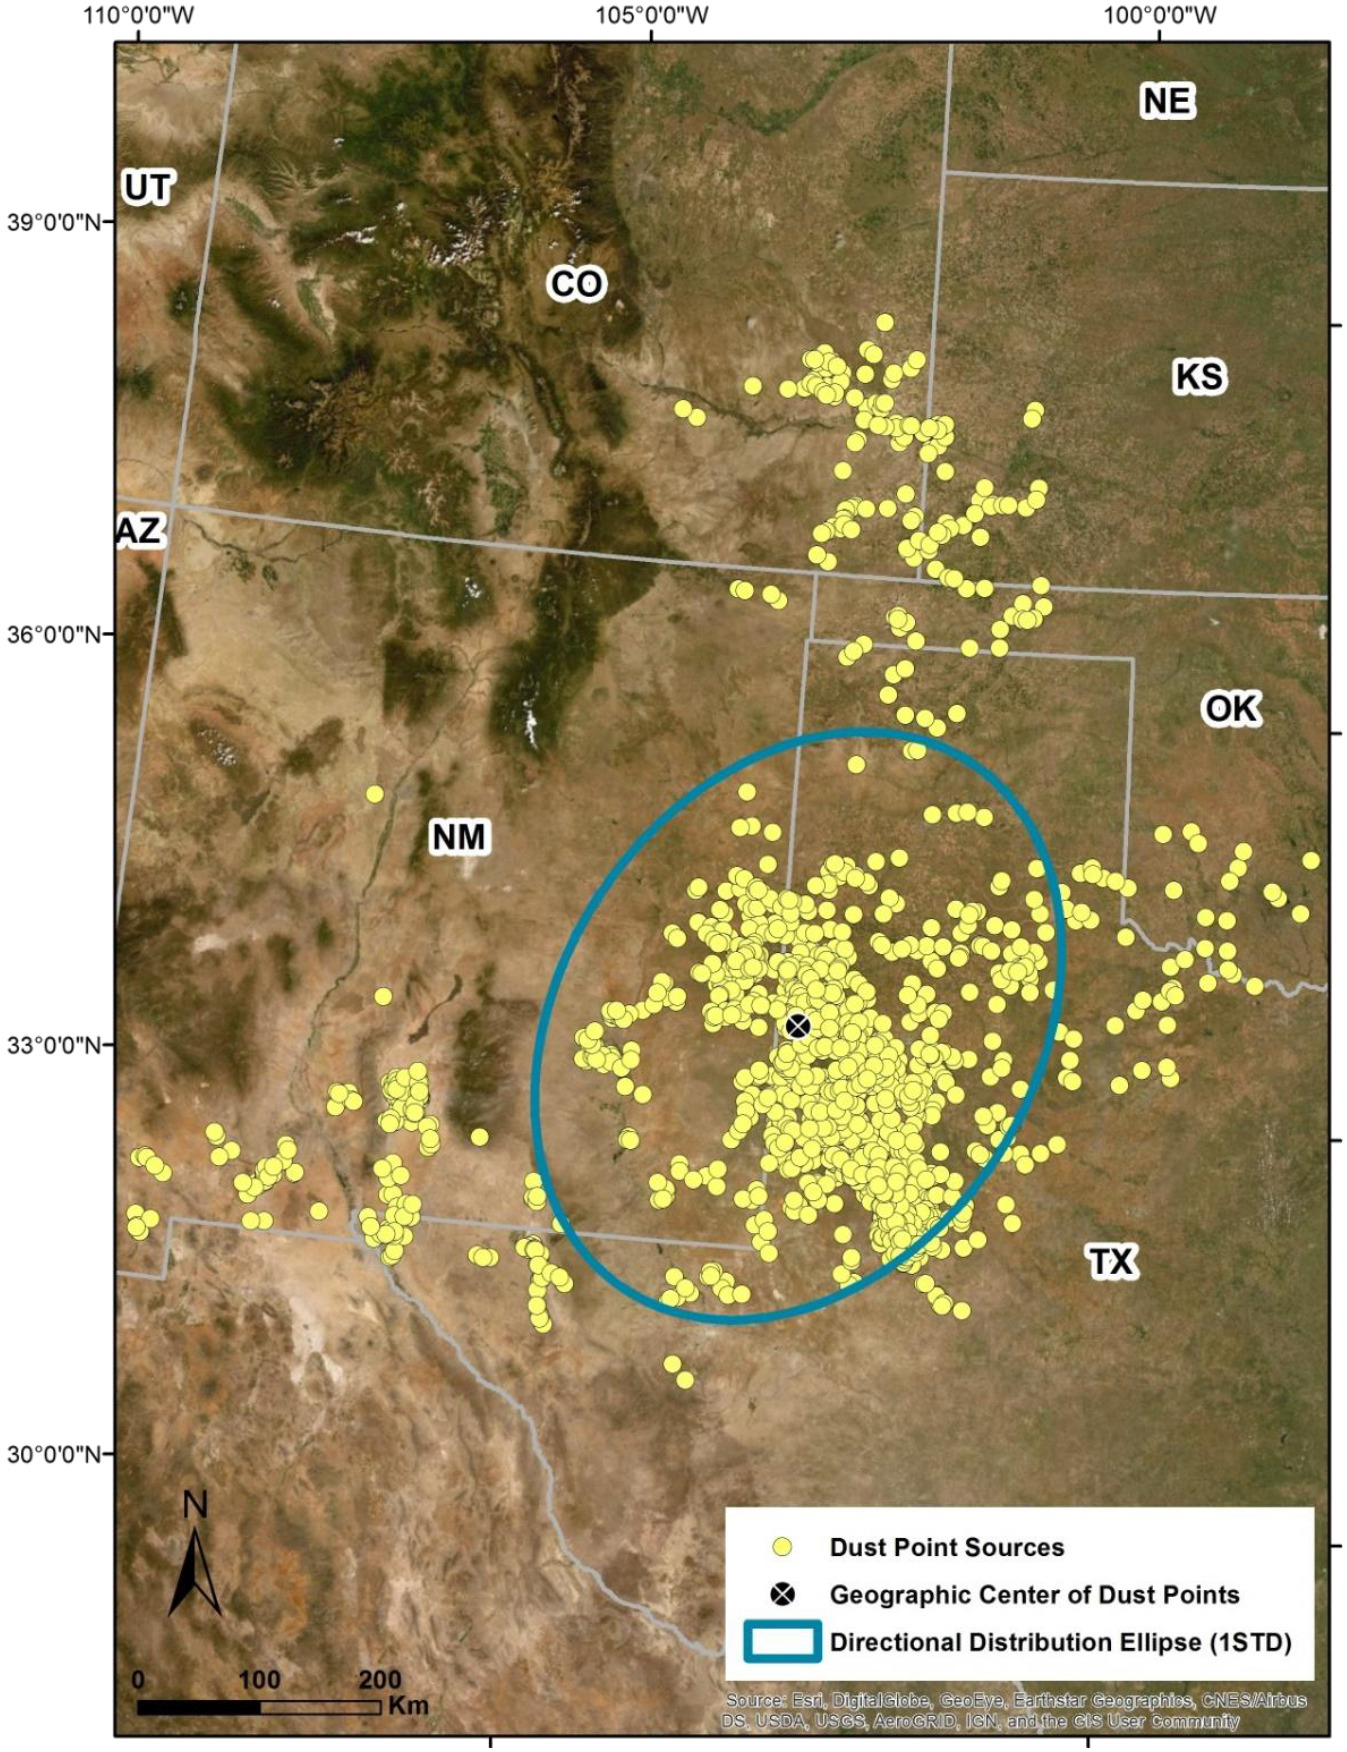 110°0'0"W 105°0'0"W 100°0'0"W
NE
UT
39°0'0"N
CO
KS
AZ
36°0'0"N
OK
NM
33°0'0"N
TX
30°0'0"N
N
Dust Point Sources
Geographic Center of Dust Points
Directional Distribution Ellipse (1STD)
0 100 200
Km
Source: Esri, DigitalGlobe, GeoEye, Earthstar Geographics, CNES/Airbus
DS, USDA, USGS, AeroGRID, IGN, and the GIS User Community